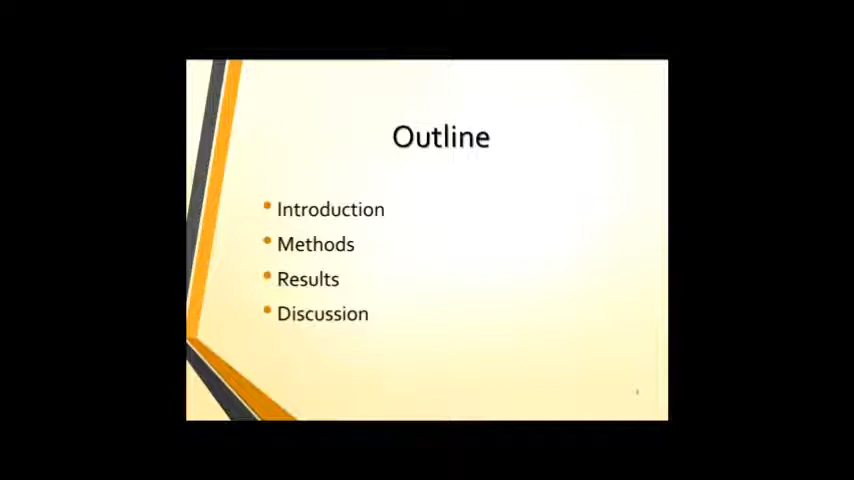 Outline
• Introduction
• Methods
• Results
• Discussion